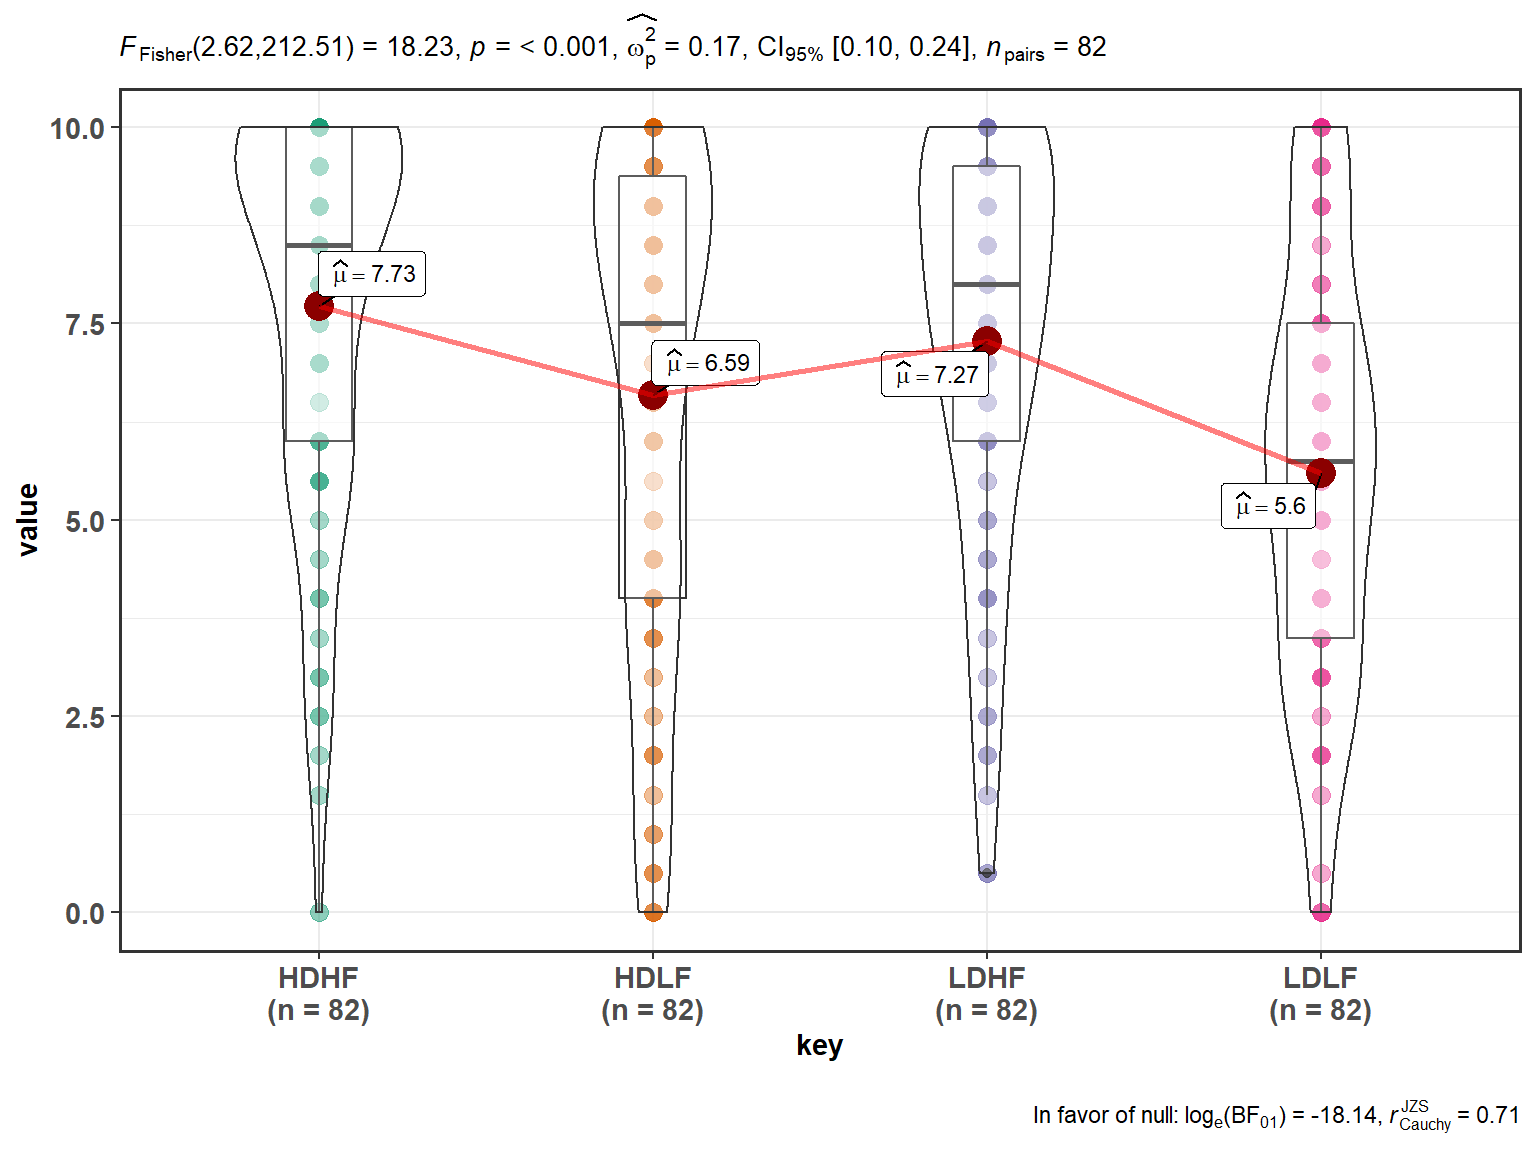 F Fisher(2.62,212.51) = 18.23, p = < 0.001, ω̂²p = 0.17, CI95% [0.10, 0.24], npairs = 82
10.0
7.5
5.0
2.5
0.0
value
μ̂ = 7.73
μ̂ = 6.59
μ̂ = 7.27
μ̂ = 5.6
HDHF
(n = 82)
HDLF
(n = 82)
LDHF
(n = 82)
LDLF
(n = 82)
key
In favor of null: loge(BF01) = -18.14, r JZS Cauchy = 0.71